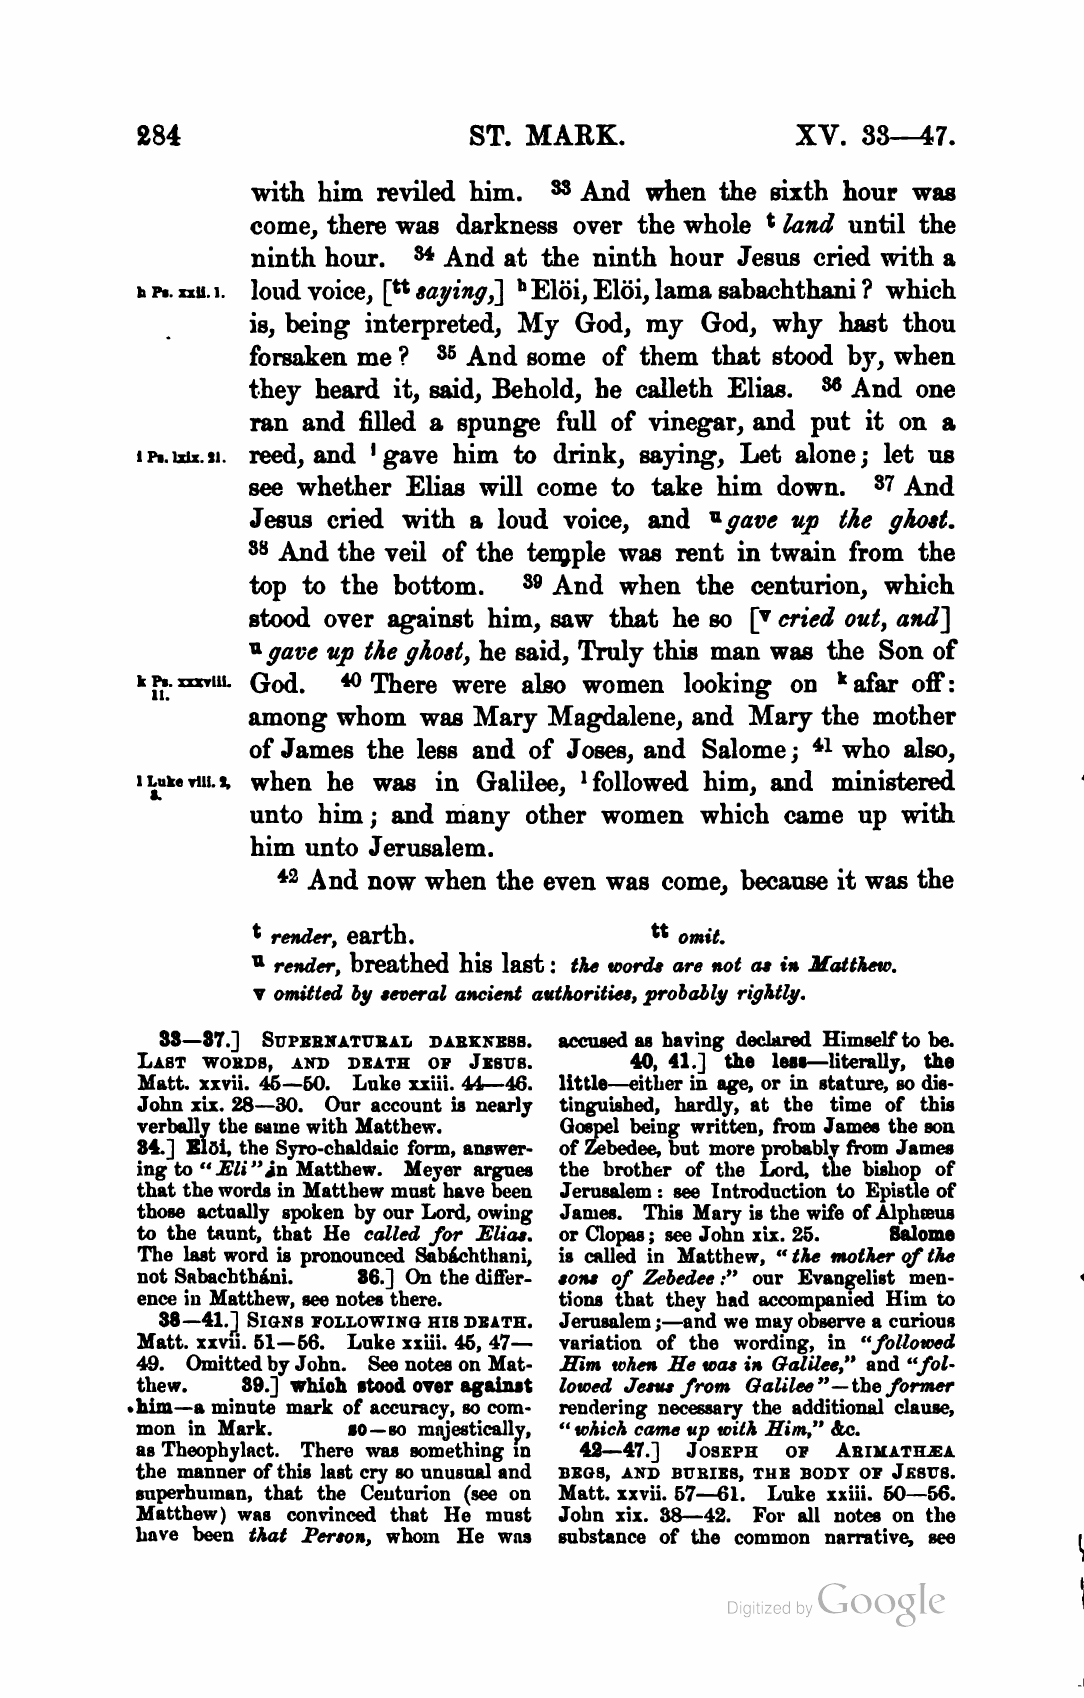 284 ST. MARK. XV. 33—47.
with him reviled him. 33 And when the sixth hour was
come, there was darkness over the whole t land until the
ninth hour. 34 And at the ninth hour Jesus cried with a
h Ps. xxii. 1. loud voice, [tt saying,] h Elöi, Elöi, lama sabachthani? which
is, being interpreted, My God, my God, why hast thou
forsaken me? 35 And some of them that stood by, when
they heard it, said, Behold, he calleth Elias. 36 And one
ran and filled a spunge full of vinegar, and put it on a
i Ps. lxix. 21. reed, and i gave him to drink, saying, Let alone; let us
see whether Elias will come to take him down. 37 And
Jesus cried with a loud voice, and u gave up the ghost.
38 And the veil of the temple was rent in twain from the
top to the bottom. 39 And when the centurion, which
stood over against him, saw that he so [v cried out, and]
u gave up the ghost, he said, Truly this man was the Son of
k Ps. xxxviii. 11. God. 40 There were also women looking on k afar off:
among whom was Mary Magdalene, and Mary the mother
of James the less and of Joses, and Salome; 41 who also,
l Luke viii. 2, 3. when he was in Galilee, l followed him, and ministered
unto him; and many other women which came up with
him unto Jerusalem.
42 And now when the even was come, because it was the
t render, earth. tt omit.
u render, breathed his last: the words are not as in Matthew.
v omitted by several ancient authorities, probably rightly.
33—37.] SUPERNATURAL DARKNESS.
LAST WORDS, AND DEATH OF JESUS.
Matt. xxvii. 45—50. Luke xxiii. 44—46.
John xix. 28—30. Our account is nearly
verbally the same with Matthew.
34.] Elöi, the Syro-chaldaic form, answer-
ing to “Eli” in Matthew. Meyer argues
that the words in Matthew must have been
those actually spoken by our Lord, owing
to the taunt, that He called for Elias.
The last word is pronounced Sabáchthani,
not Sabachtháni. 36.] On the differ-
ence in Matthew, see notes there.
38—41.] SIGNS FOLLOWING HIS DEATH.
Matt. xxvii. 51—56. Luke xxiii. 45, 47—
49. Omitted by John. See notes on Mat-
thew. 39.] which stood over against
him—a minute mark of accuracy, so com-
mon in Mark. so—so majestically,
as Theophylact. There was something in
the manner of this last cry so unusual and
superhuman, that the Centurion (see on
Matthew) was convinced that He must
have been that Person, whom He was
accused as having declared Himself to be.
40, 41.] the less—literally, the
little—either in age, or in stature, so dis-
tinguished, hardly, at the time of this
Gospel being written, from James the son
of Zebedee, but more probably from James
the brother of the Lord, the bishop of
Jerusalem: see Introduction to Epistle of
James. This Mary is the wife of Alphæus
or Clopas; see John xix. 25. Salome
is called in Matthew, “the mother of the
sons of Zebedee:” our Evangelist men-
tions that they had accompanied Him to
Jerusalem;—and we may observe a curious
variation of the wording, in “followed
Him when He was in Galilee,” and “fol-
lowed Jesus from Galilee”—the former
rendering necessary the additional clause,
“which came up with Him,” &c.
42—47.] JOSEPH OF ARIMATHÆA
BEGS, AND BURIES, THE BODY OF JESUS.
Matt. xxvii. 57—61. Luke xxiii. 50—56.
John xix. 38—42. For all notes on the
substance of the common narrative, see
Digitized by Google